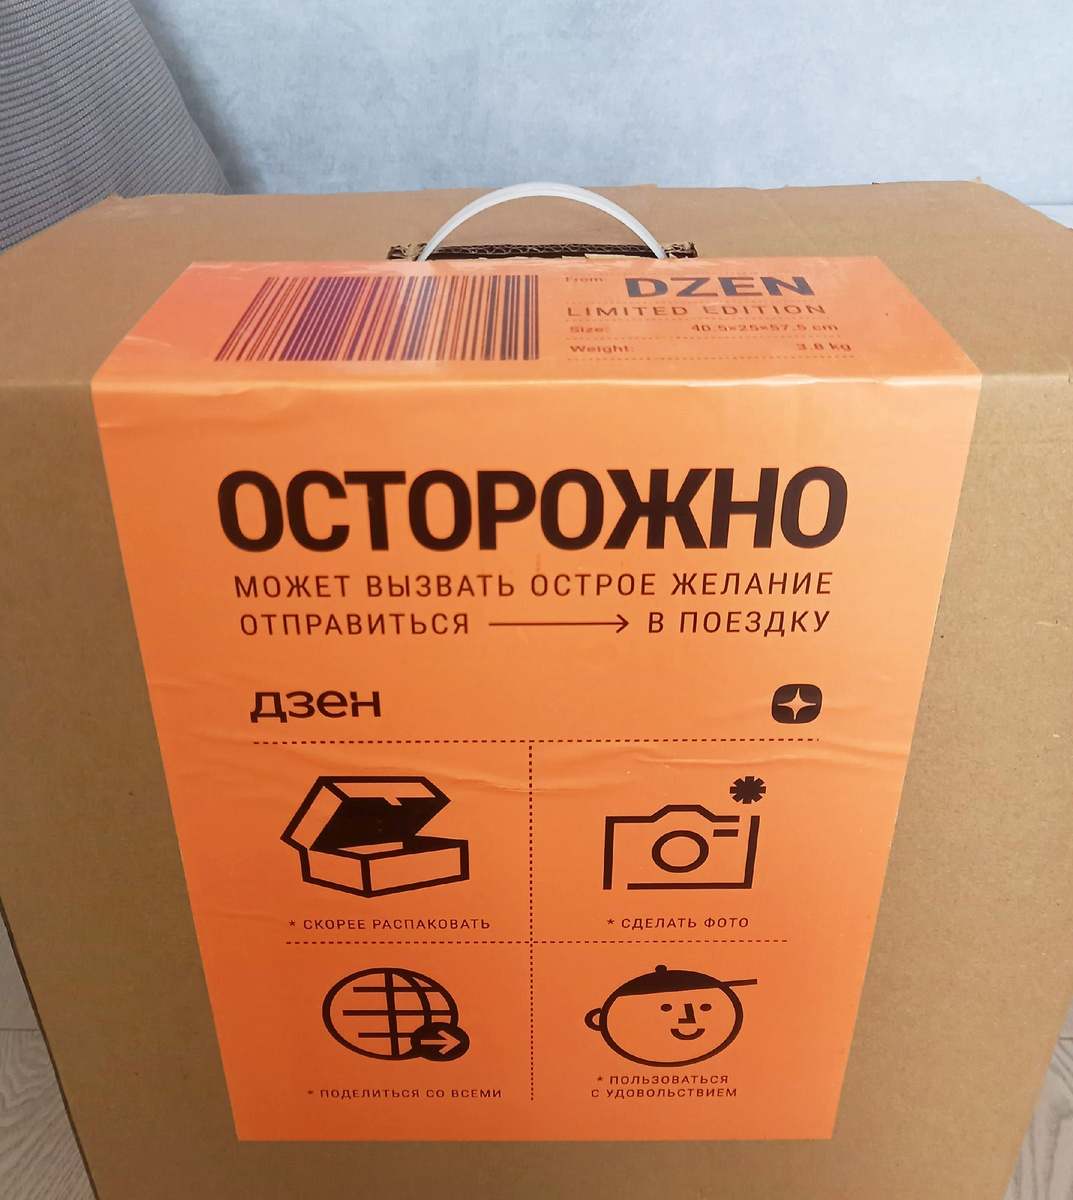 From: DZEN
LIMITED EDITION
Size: 40.5×25×57.5 cm
Weight: 3.8 kg
ОСТОРОЖНО
МОЖЕТ ВЫЗВАТЬ ОСТРОЕ ЖЕЛАНИЕ
ОТПРАВИТЬСЯ → В ПОЕЗДКУ
дзен
* СКОРЕЕ РАСПАКОВАТЬ
* СДЕЛАТЬ ФОТО
* ПОДЕЛИТЬСЯ СО ВСЕМИ
* ПОЛЬЗОВАТЬСЯ
С УДОВОЛЬСТВИЕМ